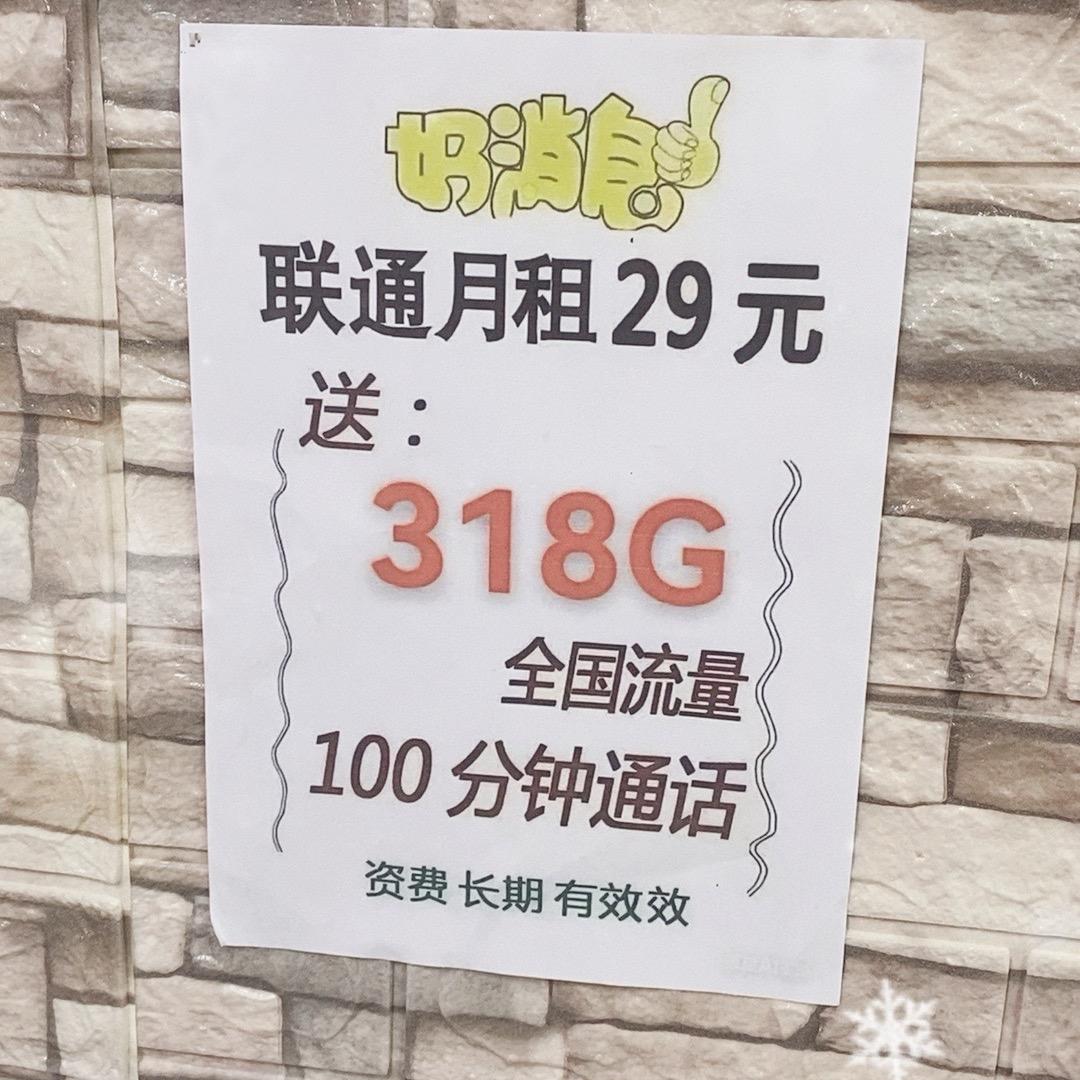 好消息
联通月租29元
送：
318G
全国流量
100分钟通话
资费 长期 有效效